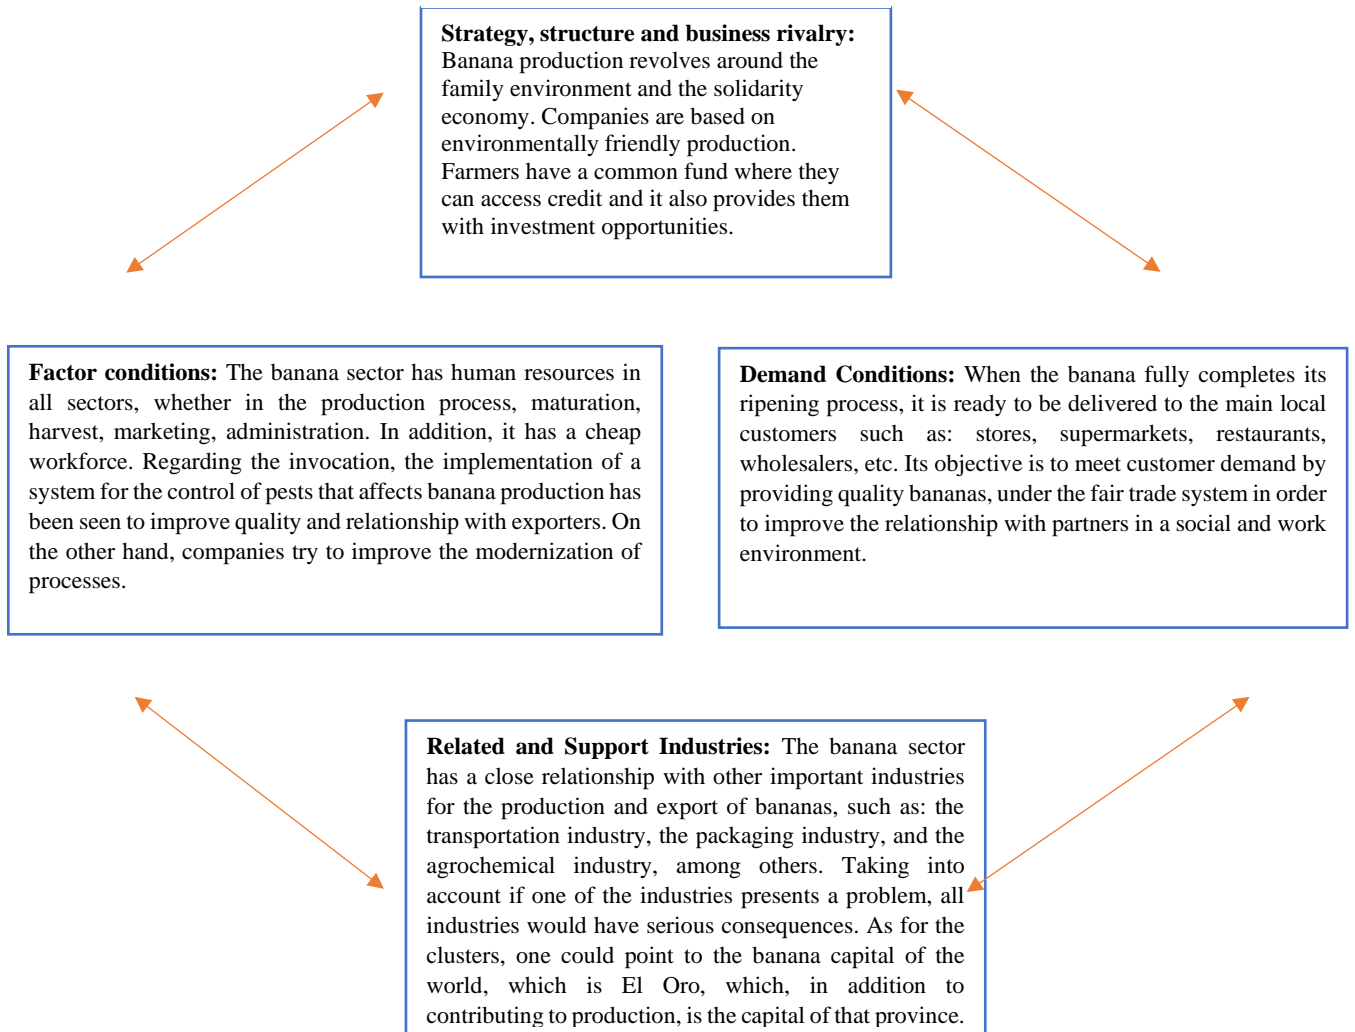 Strategy, structure and business rivalry:
Banana production revolves around the
family environment and the solidarity
economy. Companies are based on
environmentally friendly production.
Farmers have a common fund where they
can access credit and it also provides them
with investment opportunities.
Factor conditions: The banana sector has human resources in
all sectors, whether in the production process, maturation,
harvest, marketing, administration. In addition, it has a cheap
workforce. Regarding the invocation, the implementation of a
system for the control of pests that affects banana production has
been seen to improve quality and relationship with exporters. On
the other hand, companies try to improve the modernization of
processes.
Demand Conditions: When the banana fully completes its
ripening process, it is ready to be delivered to the main local
customers such as: stores, supermarkets, restaurants,
wholesalers, etc. Its objective is to meet customer demand by
providing quality bananas, under the fair trade system in order
to improve the relationship with partners in a social and work
environment.
Related and Support Industries: The banana sector
has a close relationship with other important industries
for the production and export of bananas, such as: the
transportation industry, the packaging industry, and the
agrochemical industry, among others. Taking into
account if one of the industries presents a problem, all
industries would have serious consequences. As for the
clusters, one could point to the banana capital of the
world, which is El Oro, which, in addition to
contributing to production, is the capital of that province.